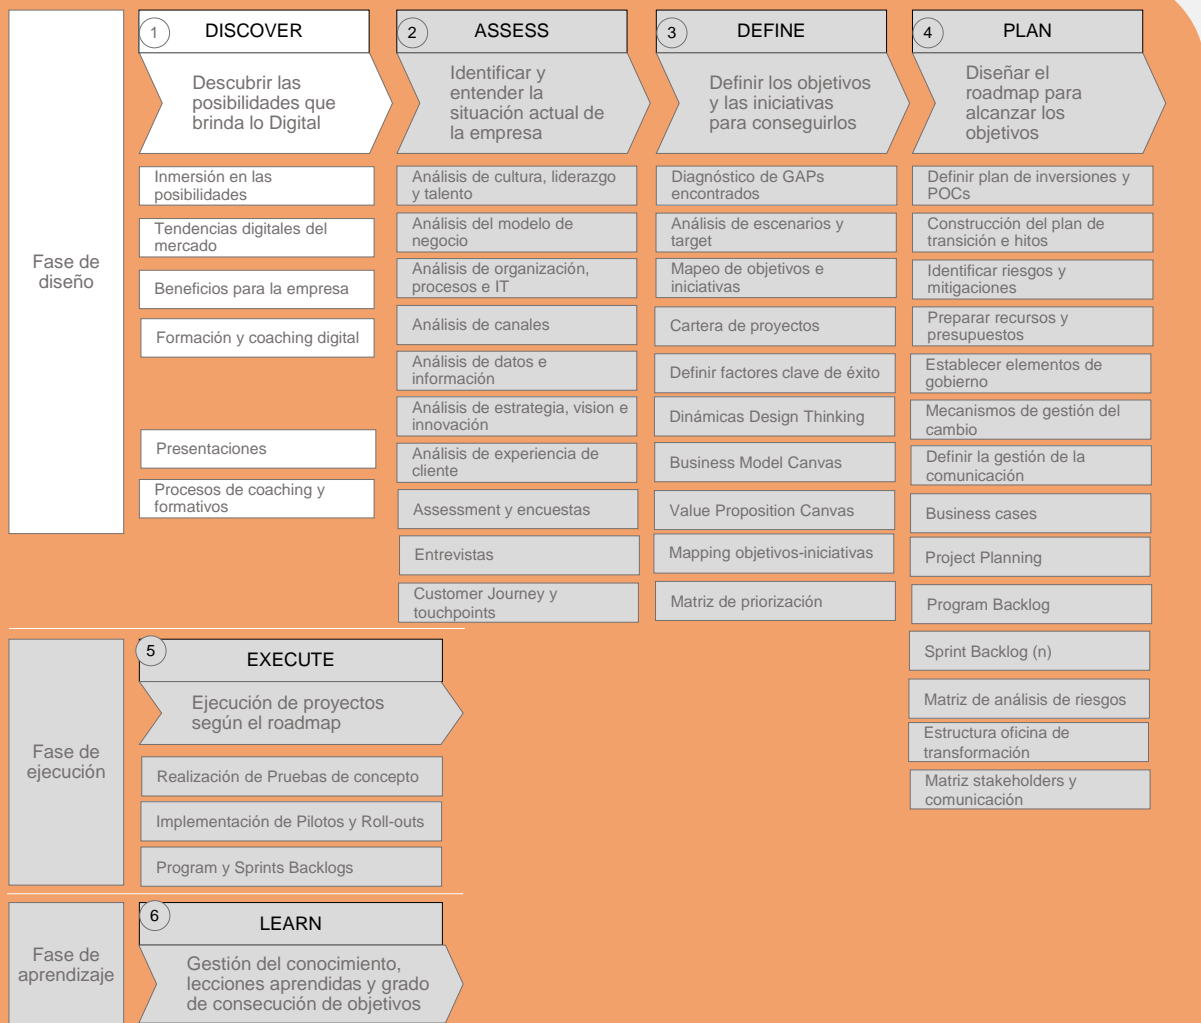 Fase de
diseño
1
DISCOVER
Descubrir las
posibilidades que
brinda lo Digital
Inmersión en las
posibilidades
Tendencias digitales del
mercado
Beneficios para la empresa
Formación y coaching digital
Presentaciones
Procesos de coaching y
formativos
2
ASSESS
Identificar y
entender la
situación actual de
la empresa
Análisis de cultura, liderazgo
y talento
Análisis del modelo de
negocio
Análisis de organización,
procesos e IT
Análisis de canales
Análisis de datos e
información
Análisis de estrategia, vision e
innovación
Análisis de experiencia de
cliente
Assessment y encuestas
Entrevistas
Customer Journey y
touchpoints
3
DEFINE
Definir los objetivos
y las iniciativas
para conseguirlos
Diagnóstico de GAPs
encontrados
Análisis de escenarios y
target
Mapeo de objetivos e
iniciativas
Cartera de proyectos
Definir factores clave de éxito
Dinámicas Design Thinking
Business Model Canvas
Value Proposition Canvas
Mapping objetivos-iniciativas
Matriz de priorización
4
PLAN
Diseñar el
roadmap para
alcanzar los
objetivos
Definir plan de inversiones y
POCs
Construcción del plan de
transición e hitos
Identificar riesgos y
mitigaciones
Preparar recursos y
presupuestos
Establecer elementos de
gobierno
Mecanismos de gestión del
cambio
Definir la gestión de la
comunicación
Business cases
Project Planning
Program Backlog
Sprint Backlog (n)
Matriz de análisis de riesgos
Estructura oficina de
transformación
Matriz stakeholders y
comunicación
Fase de
ejecución
5
EXECUTE
Ejecución de proyectos
según el roadmap
Realización de Pruebas de concepto
Implementación de Pilotos y Roll-outs
Program y Sprints Backlogs
Fase de
aprendizaje
6
LEARN
Gestión del conocimiento,
lecciones aprendidas y grado
de consecución de objetivos